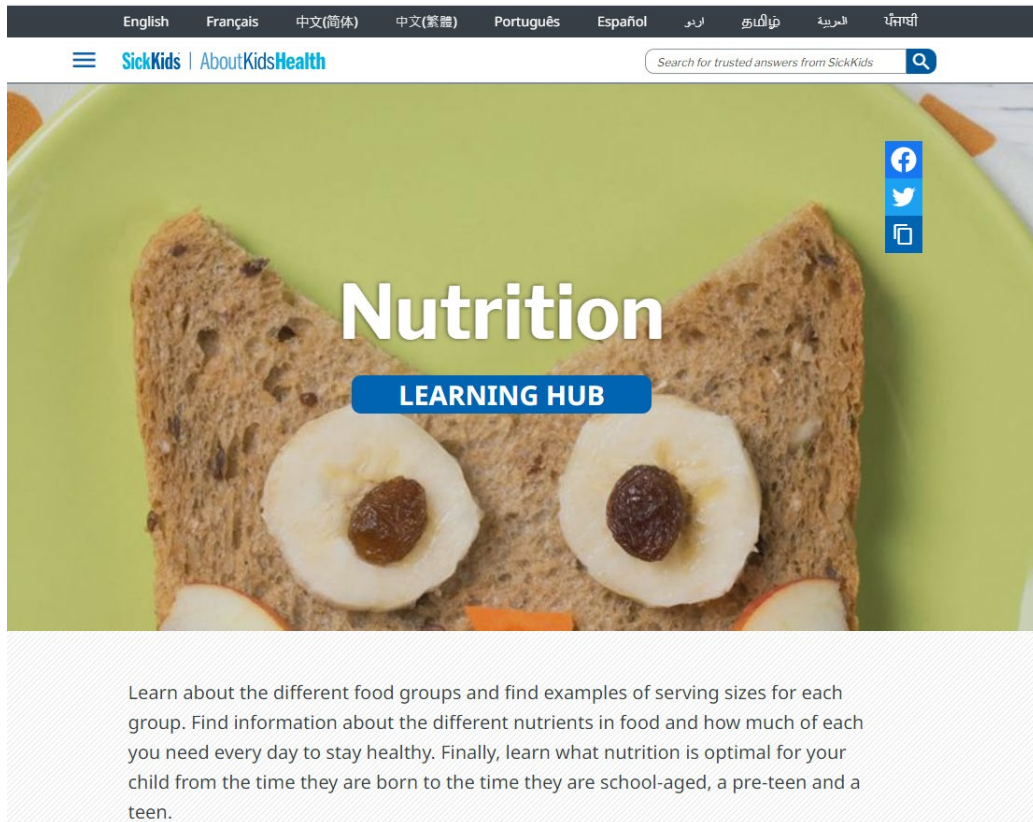 English Français 中文(简体) 中文(繁體) Português Español اردو தமிழ் العربية ਪੰਜਾਬੀ
SickKids | AboutKidsHealth
Search for trusted answers from SickKids
Nutrition
LEARNING HUB
Learn about the different food groups and find examples of serving sizes for each
group. Find information about the different nutrients in food and how much of each
you need every day to stay healthy. Finally, learn what nutrition is optimal for your
child from the time they are born to the time they are school-aged, a pre-teen and a
teen.